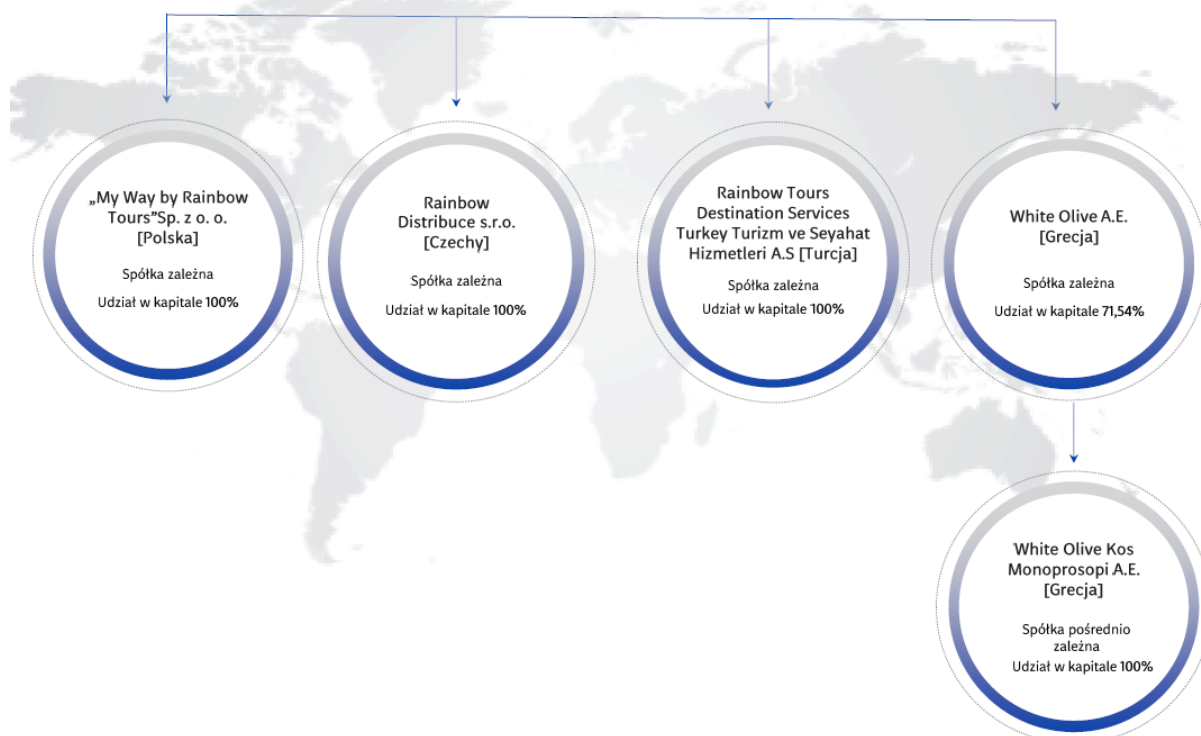 „My Way by Rainbow
Tours”Sp. z o. o.
[Polska]
Spółka zależna
Udział w kapitale 100%
Rainbow
Distribuce s.r.o.
[Czechy]
Spółka zależna
Udział w kapitale 100%
Rainbow Tours
Destination Services
Turkey Turizm ve Seyahat
Hizmetleri A.S [Turcja]
Spółka zależna
Udział w kapitale 100%
White Olive A.E.
[Grecja]
Spółka zależna
Udział w kapitale 71,54%
White Olive Kos
Monoprosopi A.E.
[Grecja]
Spółka pośrednio
zależna
Udział w kapitale 100%